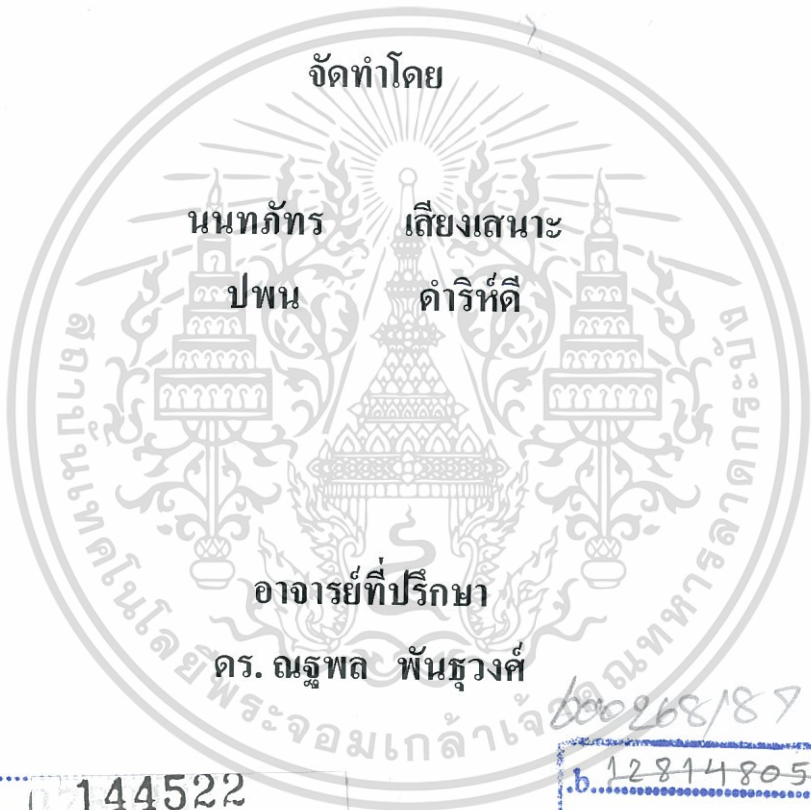 จัดทำโดย
นนทภัทร เสียงเสนาะ
ปพน ดำริห์ดี
สถาบันเทคโนโลยีพระจอมเกล้าเจ้าคุณทหารลาดกระบัง
อาจารย์ที่ปรึกษา
ดร. ณฐพล พันธุวงศ์
b00268187
144522
.b. 12814805